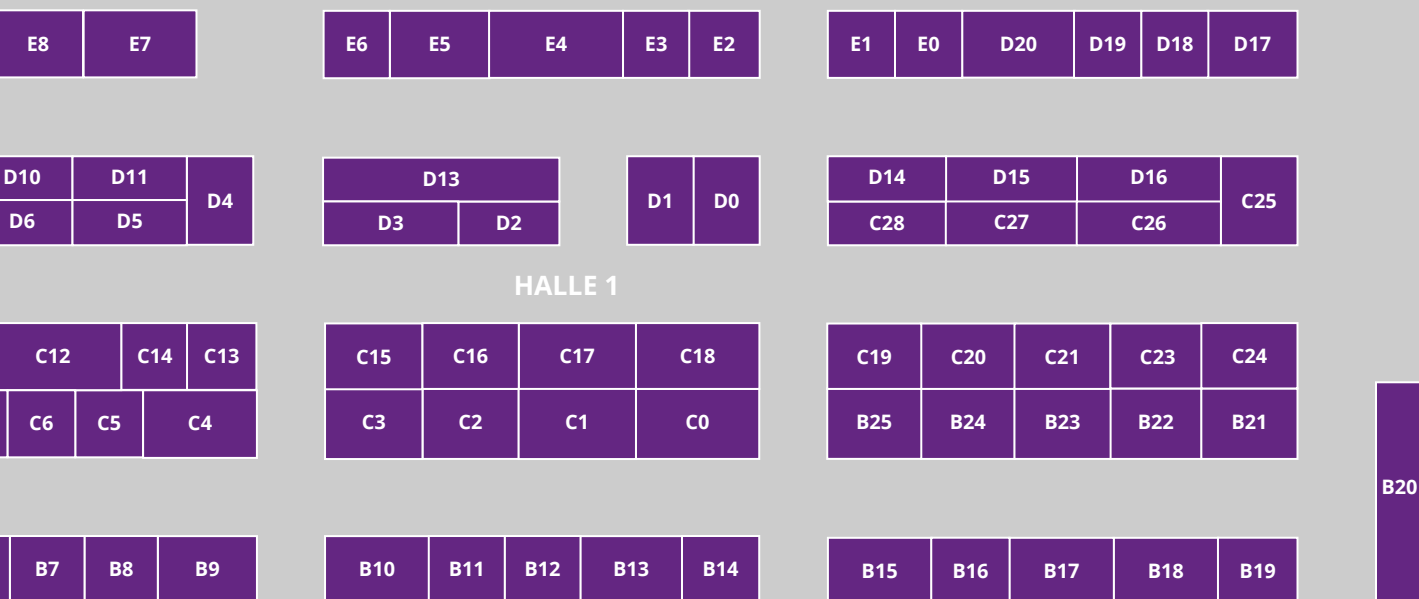 E8 E7 E6 E5 E4 E3 E2 E1 E0 D20 D19 D18 D17
D10 D11 D4 D13 D1 D0 D14 D15 D16 C25
D6 D5 D3 D2 C28 C27 C26
HALLE 1
C12 C14 C13 C15 C16 C17 C18 C19 C20 C21 C23 C24
C6 C5 C4 C3 C2 C1 C0 B25 B24 B23 B22 B21
B20
B7 B8 B9 B10 B11 B12 B13 B14 B15 B16 B17 B18 B19